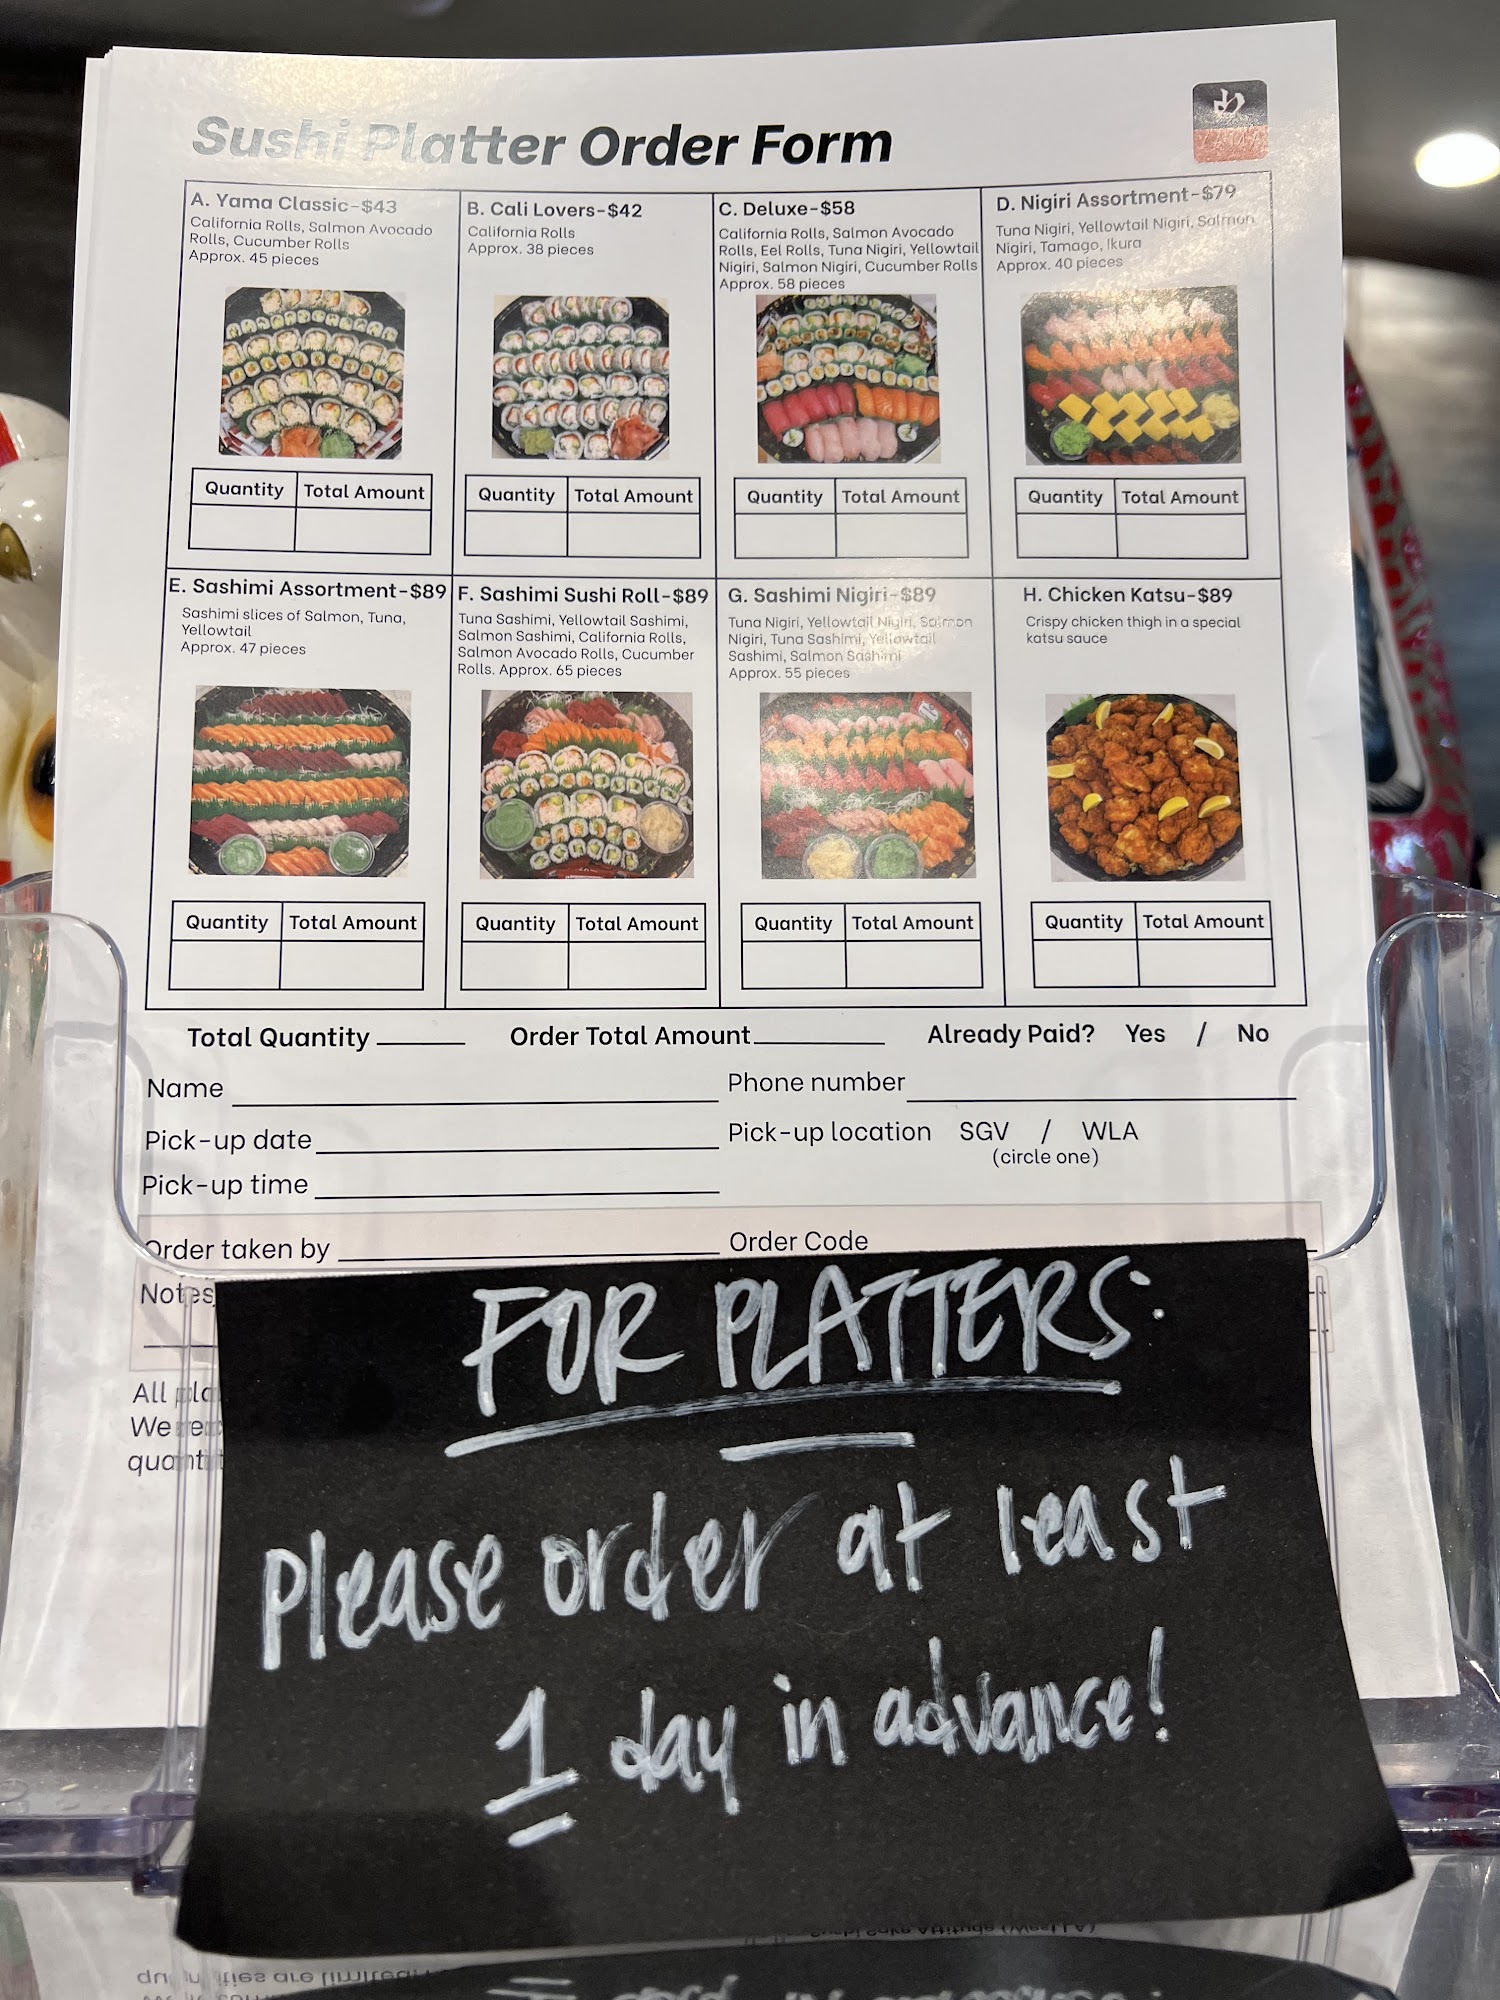 Sushi Platter Order Form
A. Yama Classic-$43
California Rolls, Salmon Avocado
Rolls, Cucumber Rolls
Approx. 45 pieces
Quantity Total Amount
B. Cali Lovers-$42
California Rolls
Approx. 38 pieces
Quantity Total Amount
C. Deluxe-$58
California Rolls, Salmon Avocado
Rolls, Eel Rolls, Tuna Nigiri, Yellowtail
Nigiri, Salmon Nigiri, Cucumber Rolls
Approx. 58 pieces
Quantity Total Amount
D. Nigiri Assortment-$79
Tuna Nigiri, Yellowtail Nigiri, Salmon
Nigiri, Tamago, Ikura
Approx. 40 pieces
Quantity Total Amount
E. Sashimi Assortment-$89
Sashimi slices of Salmon, Tuna,
Yellowtail
Approx. 47 pieces
Quantity Total Amount
F. Sashimi Sushi Roll-$89
Tuna Sashimi, Yellowtail Sashimi,
Salmon Sashimi, California Rolls,
Salmon Avocado Rolls, Cucumber
Rolls. Approx. 65 pieces
Quantity Total Amount
G. Sashimi Nigiri-$89
Tuna Nigiri, Yellowtail Nigiri, Salmon
Nigiri, Tuna Sashimi, Yellowtail
Sashimi, Salmon Sashimi
Approx. 55 pieces
Quantity Total Amount
H. Chicken Katsu-$89
Crispy chicken thigh in a special
katsu sauce
Quantity Total Amount
Total Quantity Order Total Amount Already Paid? Yes / No
Name Phone number
Pick-up date Pick-up location SGV / WLA
(circle one)
Pick-up time
Order taken by Order Code
Notes
All
We
FOR PLATTERS:
Please order at least
1 day in advance!